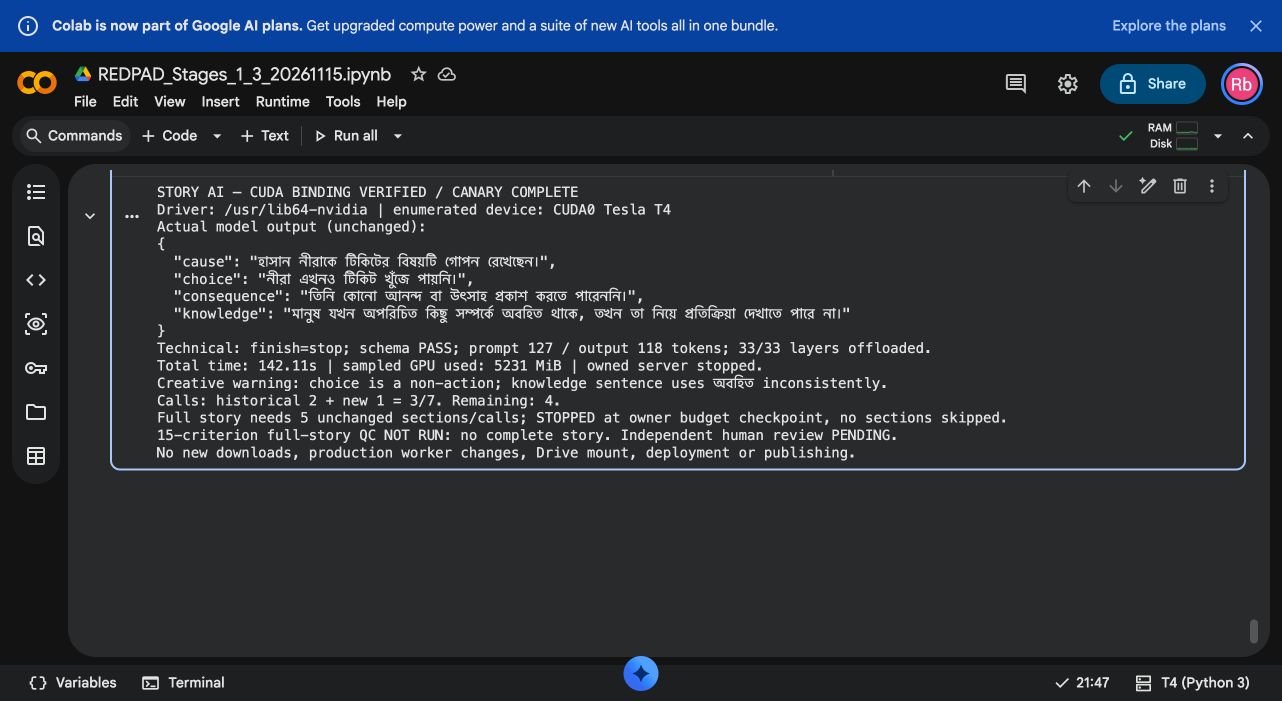 Colab is now part of Google AI plans. Get upgraded compute power and a suite of new AI tools all in one bundle. Explore the plans
REDPAD_Stages_1_3_20261115.ipynb
File Edit View Insert Runtime Tools Help
Share
Rb
Commands + Code + Text Run all
RAM
Disk
STORY AI — CUDA BINDING VERIFIED / CANARY COMPLETE
Driver: /usr/lib64-nvidia | enumerated device: CUDA0 Tesla T4
Actual model output (unchanged):
{
"cause": "হাসান নীরাকে টিকিটের বিষয়টি গোপন রেখেছেন।",
"choice": "নীরা এখনও টিকিট খুঁজে পায়নি।",
"consequence": "তিনি কোনো আনন্দ বা উৎসাহ প্রকাশ করতে পারেননি।",
"knowledge": "মানুষ যখন অপরিচিত কিছু সম্পর্কে অবহিত থাকে, তখন তা নিয়ে প্রতিক্রিয়া দেখাতে পারে না।"
}
Technical: finish=stop; schema PASS; prompt 127 / output 118 tokens; 33/33 layers offloaded.
Total time: 142.11s | sampled GPU used: 5231 MiB | owned server stopped.
Creative warning: choice is a non-action; knowledge sentence uses অবহিত inconsistently.
Calls: historical 2 + new 1 = 3/7. Remaining: 4.
Full story needs 5 unchanged sections/calls; STOPPED at owner budget checkpoint, no sections skipped.
15-criterion full-story QC NOT RUN: no complete story. Independent human review PENDING.
No new downloads, production worker changes, Drive mount, deployment or publishing.
Variables Terminal 21:47 T4 (Python 3)